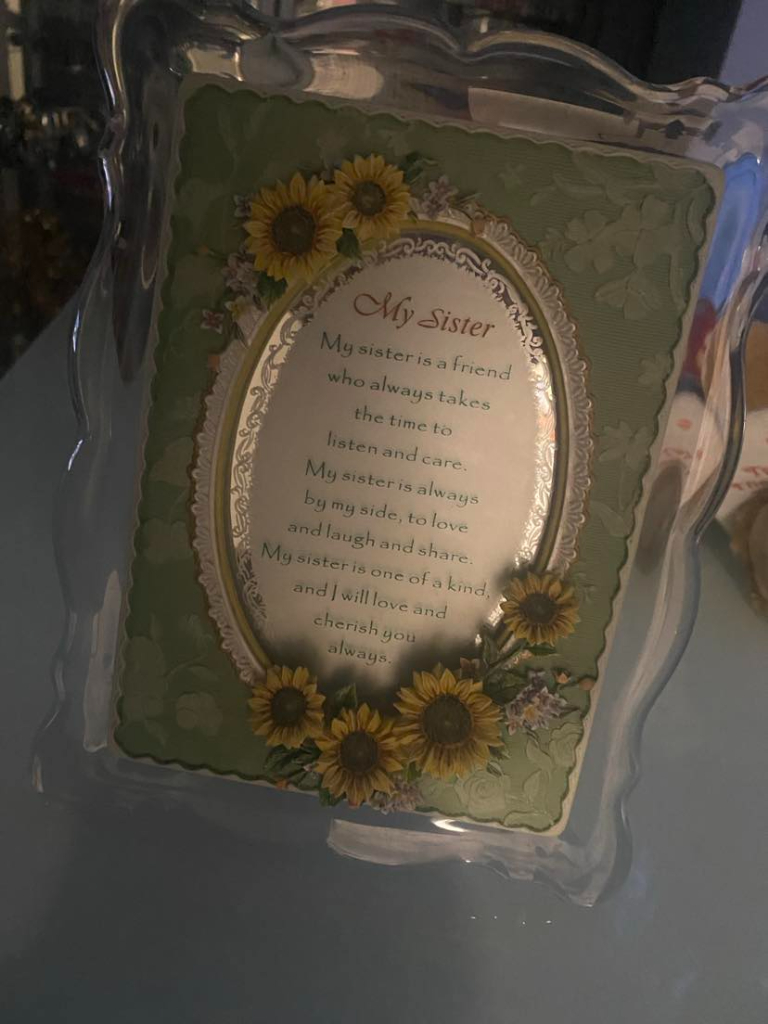 My Sister
My sister is a friend
who always takes
the time to
listen and care.
My sister is always
by my side, to love
and laugh and share.
My sister is one of a kind,
and I will love and
cherish you
always.